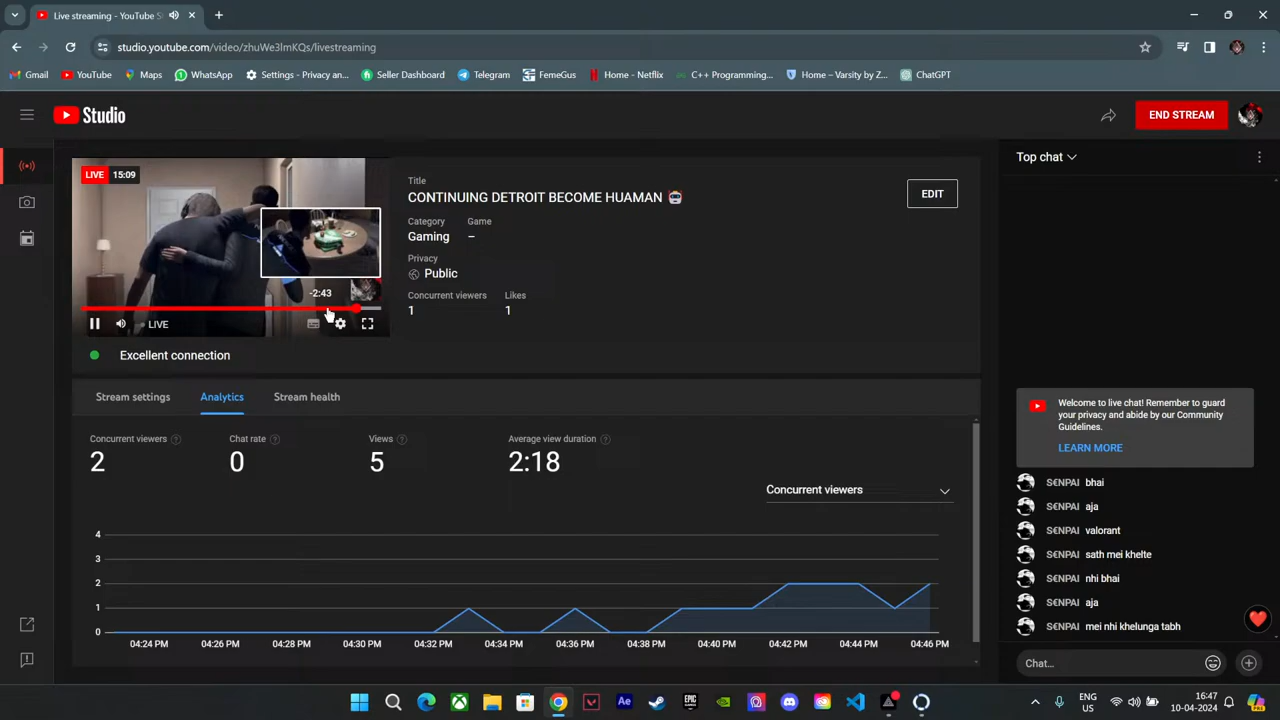 Live streaming - YouTube S
studio.youtube.com/video/zhuWe3lmKQs/livestreaming
Gmail YouTube Maps WhatsApp Settings - Privacy an... Seller Dashboard Telegram FemeGus Home - Netflix C++ Programming,... Home – Varsity by Z... ChatGPT
Studio
END STREAM
LIVE 15:09
-2:43
LIVE
Title
CONTINUING DETROIT BECOME HUAMAN
EDIT
Category Game
Gaming –
Privacy
Public
Concurrent viewers Likes
1 1
Excellent connection
Stream settings Analytics Stream health
Concurrent viewers Chat rate Views Average view duration
2 0 5 2:18
Concurrent viewers
4
3
2
1
0
04:24 PM 04:26 PM 04:28 PM 04:30 PM 04:32 PM 04:34 PM 04:36 PM 04:38 PM 04:40 PM 04:42 PM 04:44 PM 04:46 PM
Top chat
Welcome to live chat! Remember to guard
your privacy and abide by our Community
Guidelines.
LEARN MORE
S€NPAI bhai
S€NPAI aja
S€NPAI valorant
S€NPAI sath mei khelte
S€NPAI nhi bhai
S€NPAI aja
S€NPAI mei nhi khelunga tabh
Chat...
ENG
US
16:47
10-04-2024